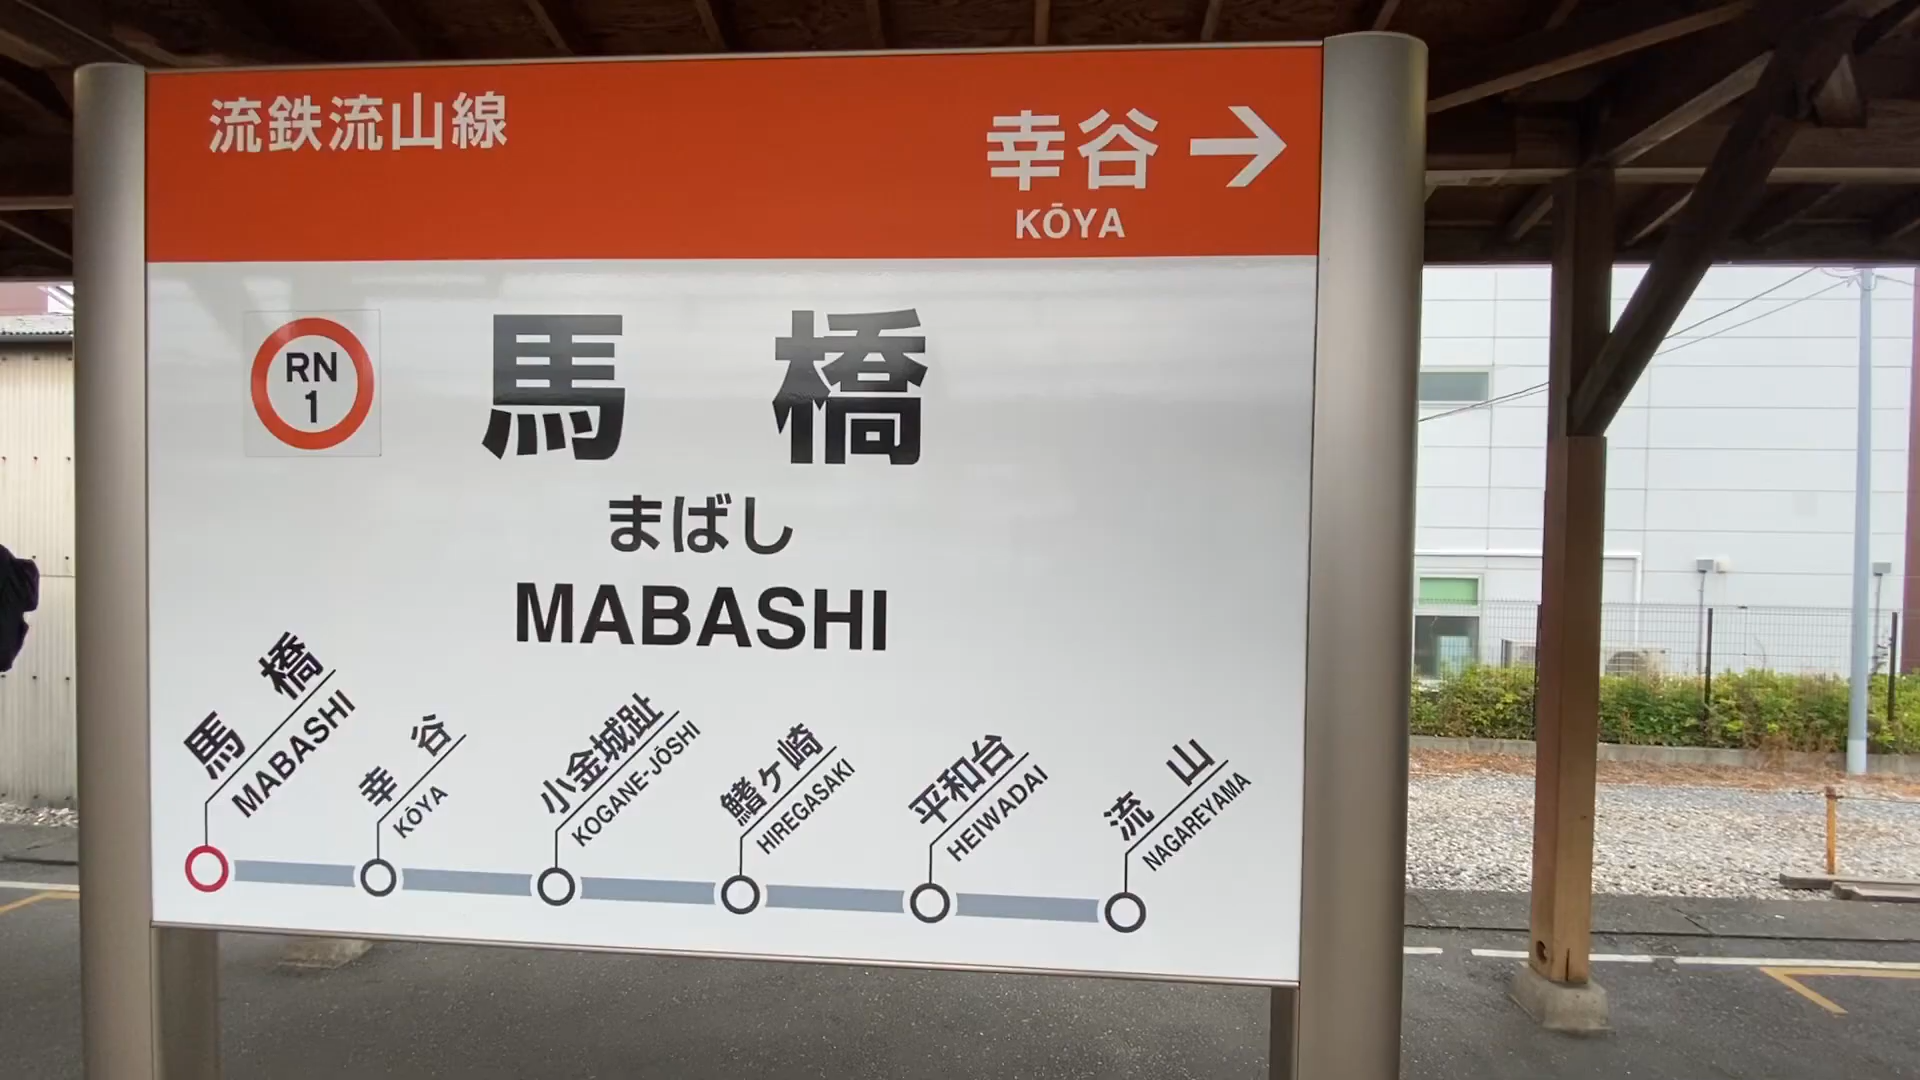 流鉄流山線
幸谷
KŌYA
RN
1
馬橋
まばし
MABASHI
馬橋
MABASHI
幸谷
KŌYA
小金城趾
KOGANE-JŌSHI
鰭ヶ崎
HIREGASAKI
平和台
HEIWADAI
流山
NAGAREYAMA